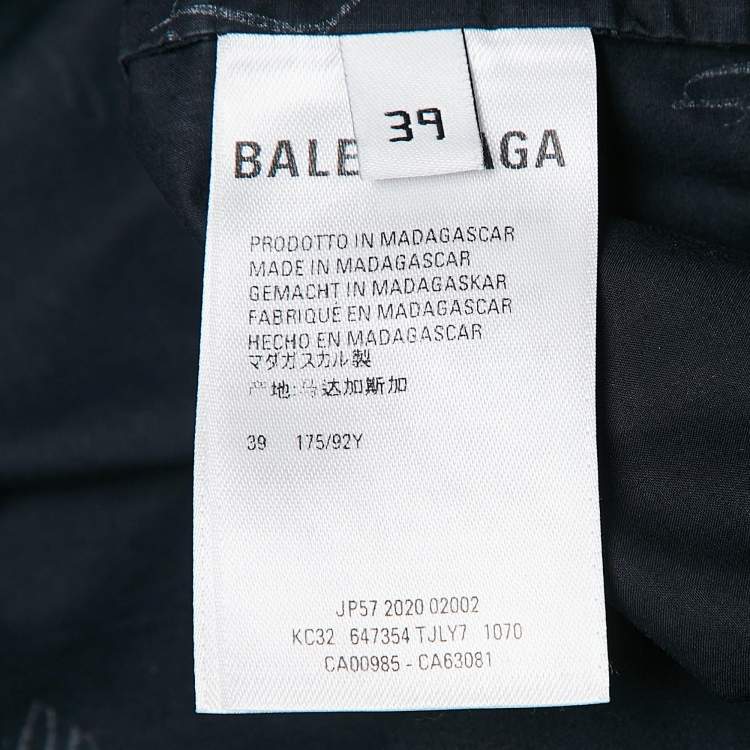 39
BALE AGA
PRODOTTO IN MADAGASCAR
MADE IN MADAGASCAR
GEMACHT IN MADAGASKAR
FABRIQUÉ EN MADAGASCAR
HECHO EN MADAGASCAR
マダガスカル製
产地:马达加斯加
39 175/92Y
JP57 2020 02002
KC32 647354 TJLY7 1070
CA00985 - CA63081